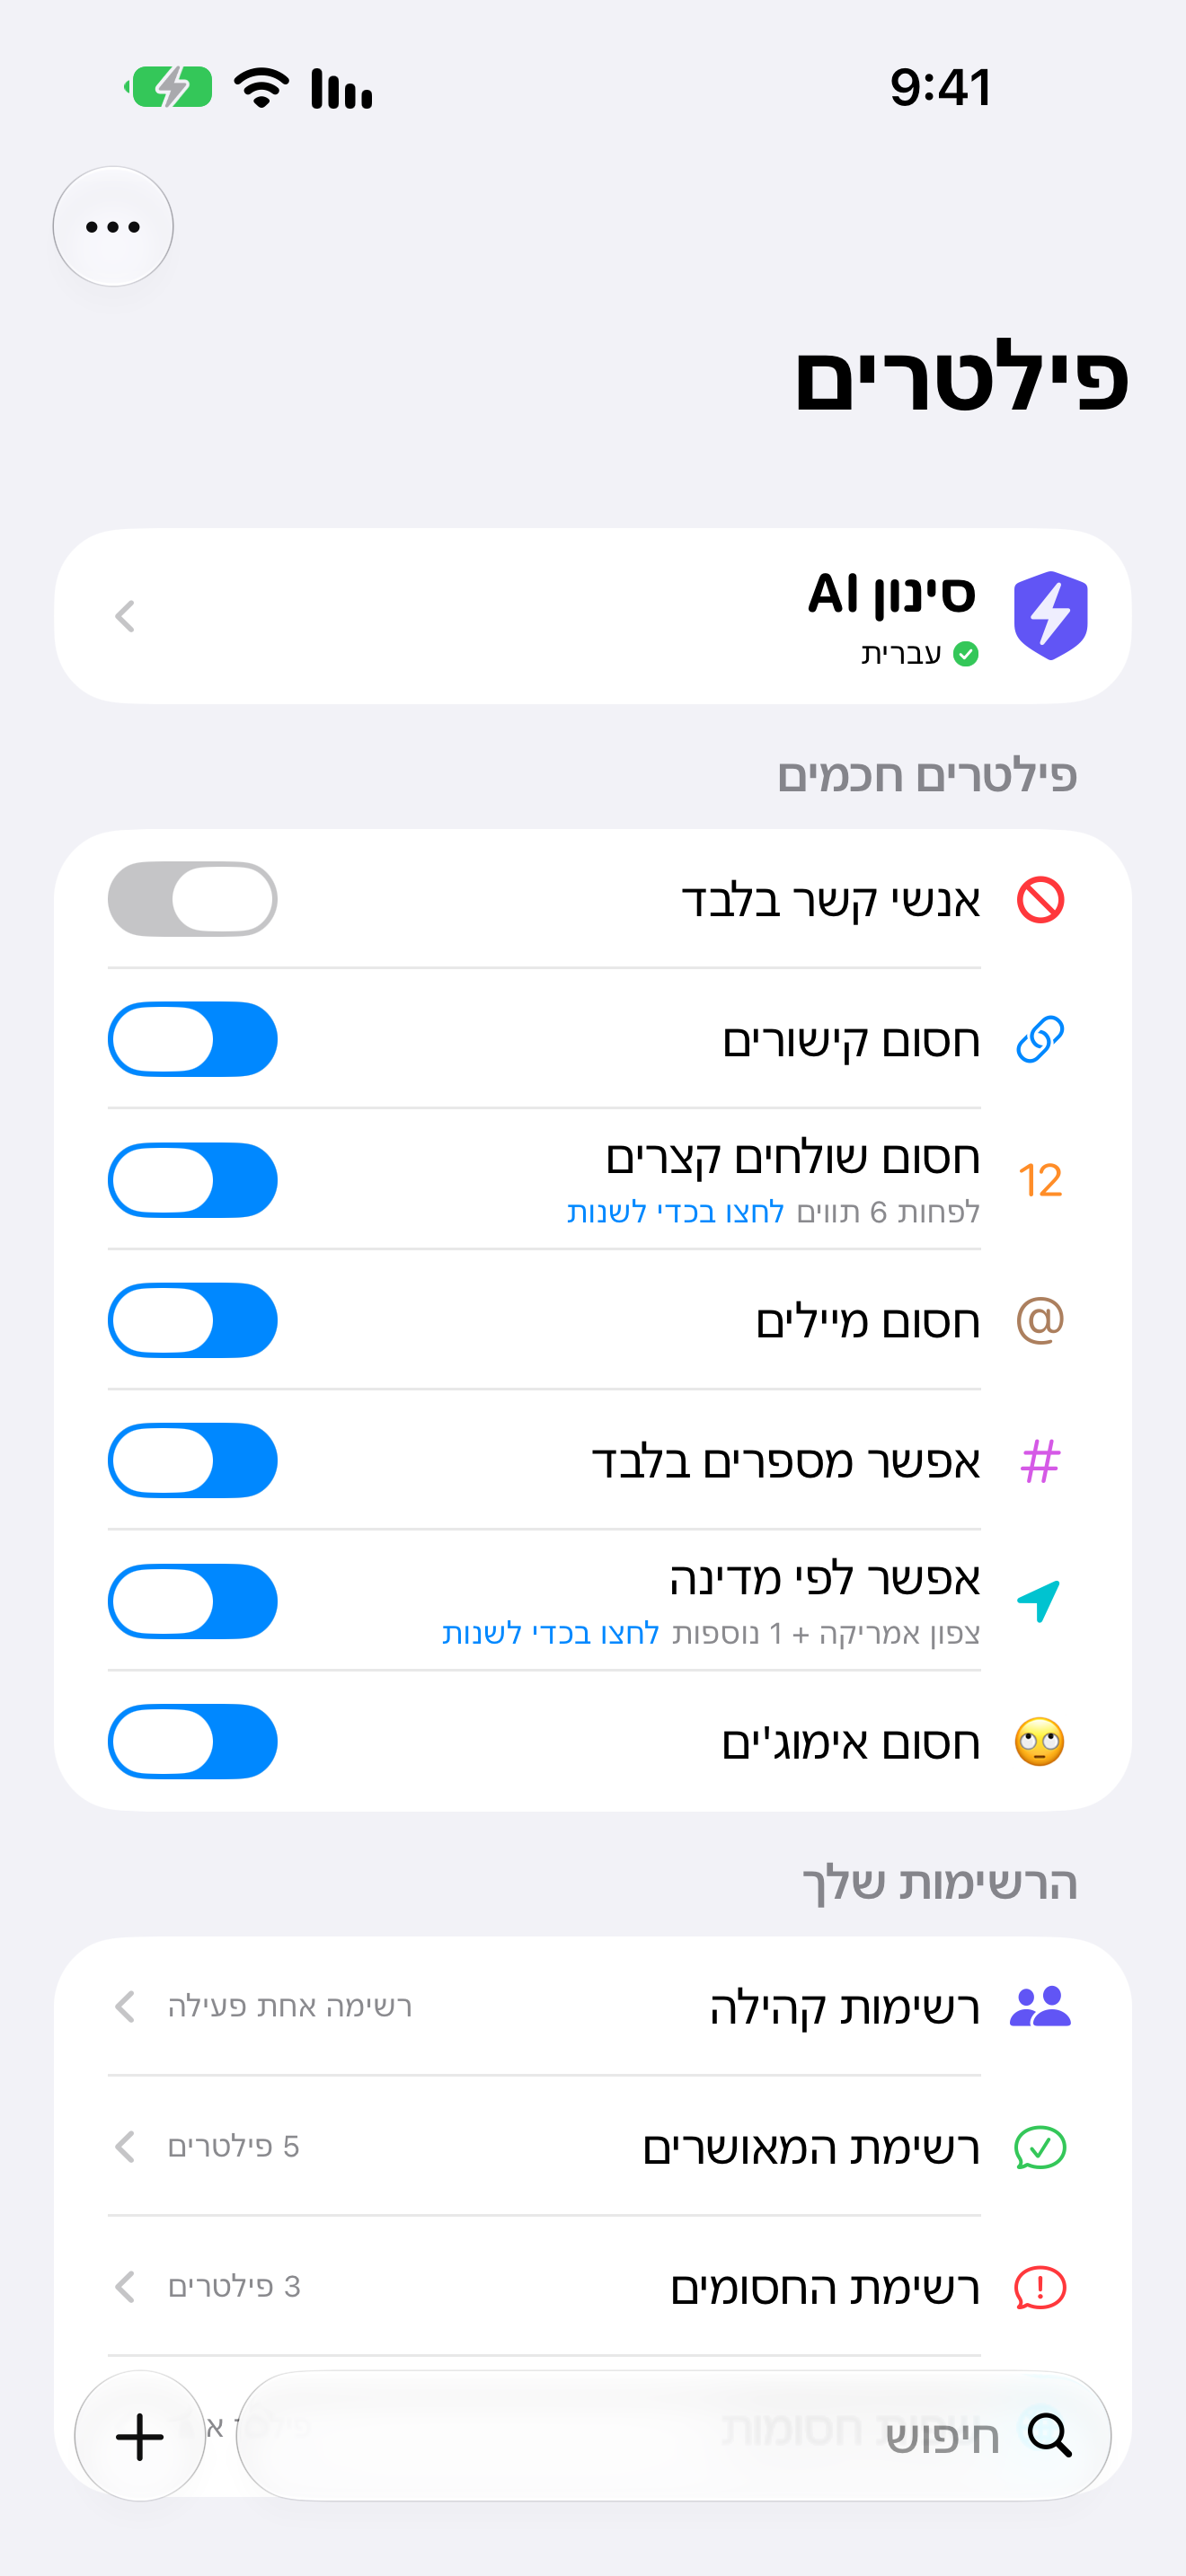 9:41
פילטרים
סינון AI
עברית
פילטרים חכמים
אנשי קשר בלבד
חסום קישורים
12
חסום שולחים קצרים
לפחות 6 תווים לחצו בכדי לשנות
@
חסום מיילים
#
אפשר מספרים בלבד
אפשר לפי מדינה
צפון אמריקה + 1 נוספות לחצו בכדי לשנות
חסום אימוג'ים
הרשימות שלך
רשימות קהילה רשימה אחת פעילה
רשימת המאושרים 5 פילטרים
רשימת החסומים 3 פילטרים
חיפוש